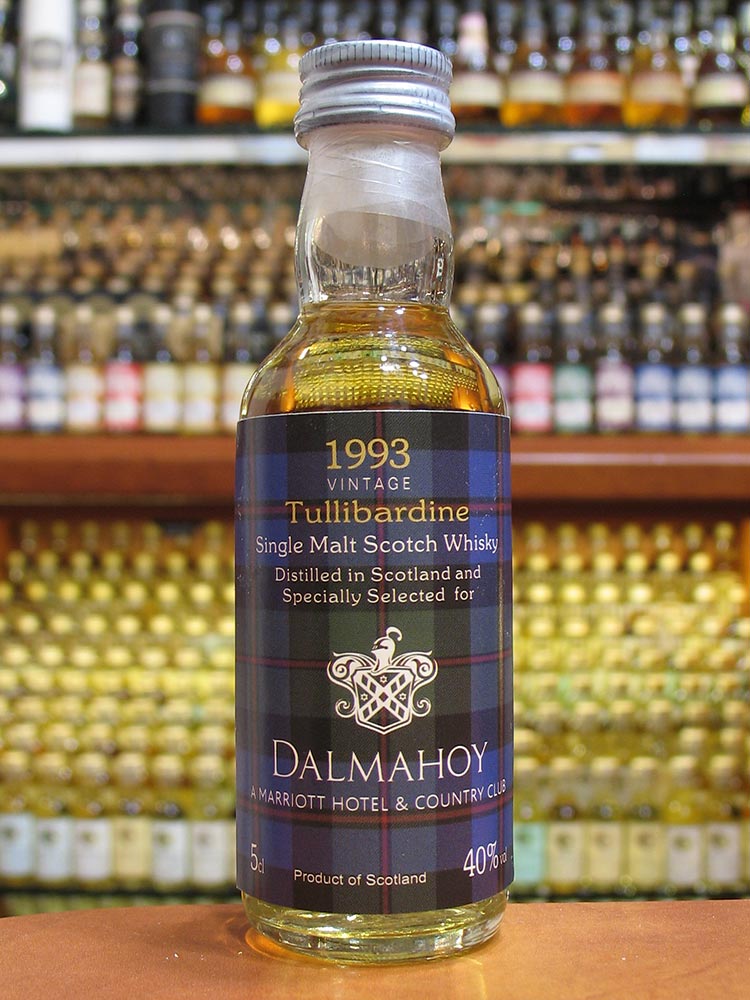 1993
VINTAGE
Tullibardine
Single Malt Scotch Whisky
Distilled in Scotland and
Specially Selected for
DALMAHOY
A MARRIOTT HOTEL & COUNTRY CLUB
5cl
Product of Scotland
40% vol